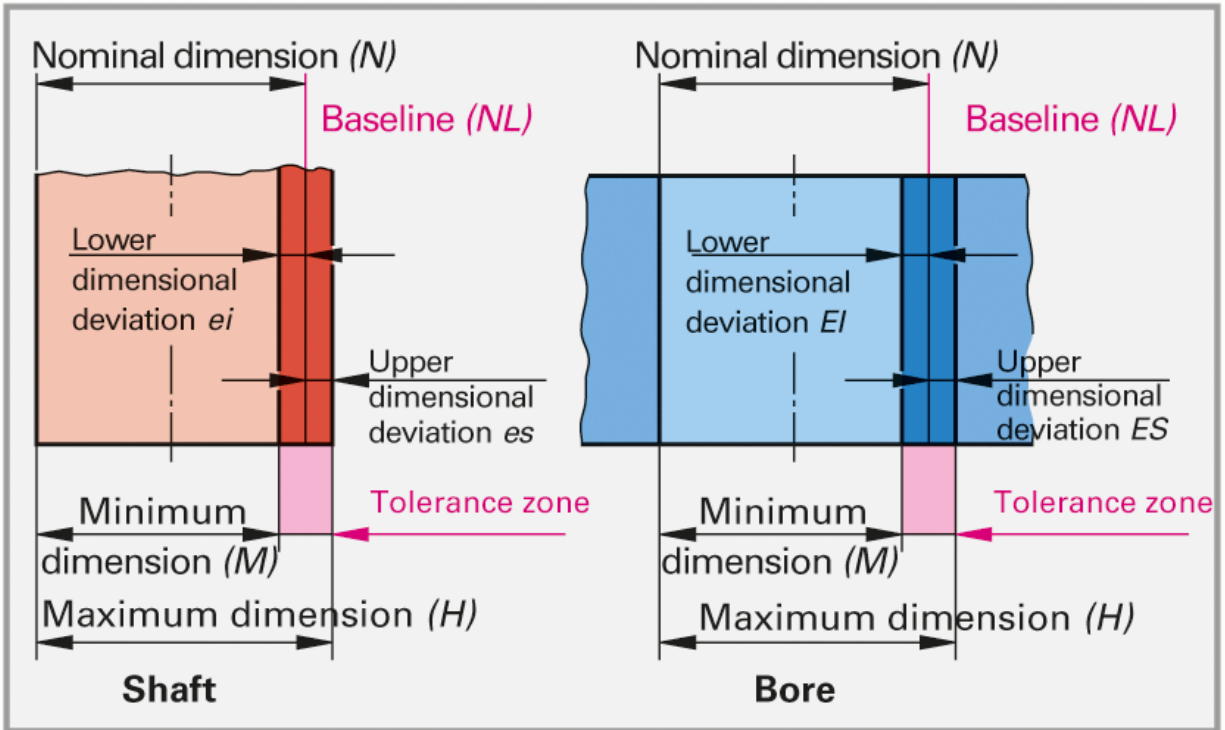 Nominal dimension (N)
Baseline (NL)
Lower
dimensional
deviation ei
Upper
dimensional
deviation es
Minimum
dimension (M)
Tolerance zone
Maximum dimension (H)
Shaft
Nominal dimension (N)
Baseline (NL)
Lower
dimensional
deviation EI
Upper
dimensional
deviation ES
Minimum
dimension (M)
Tolerance zone
Maximum dimension (H)
Bore